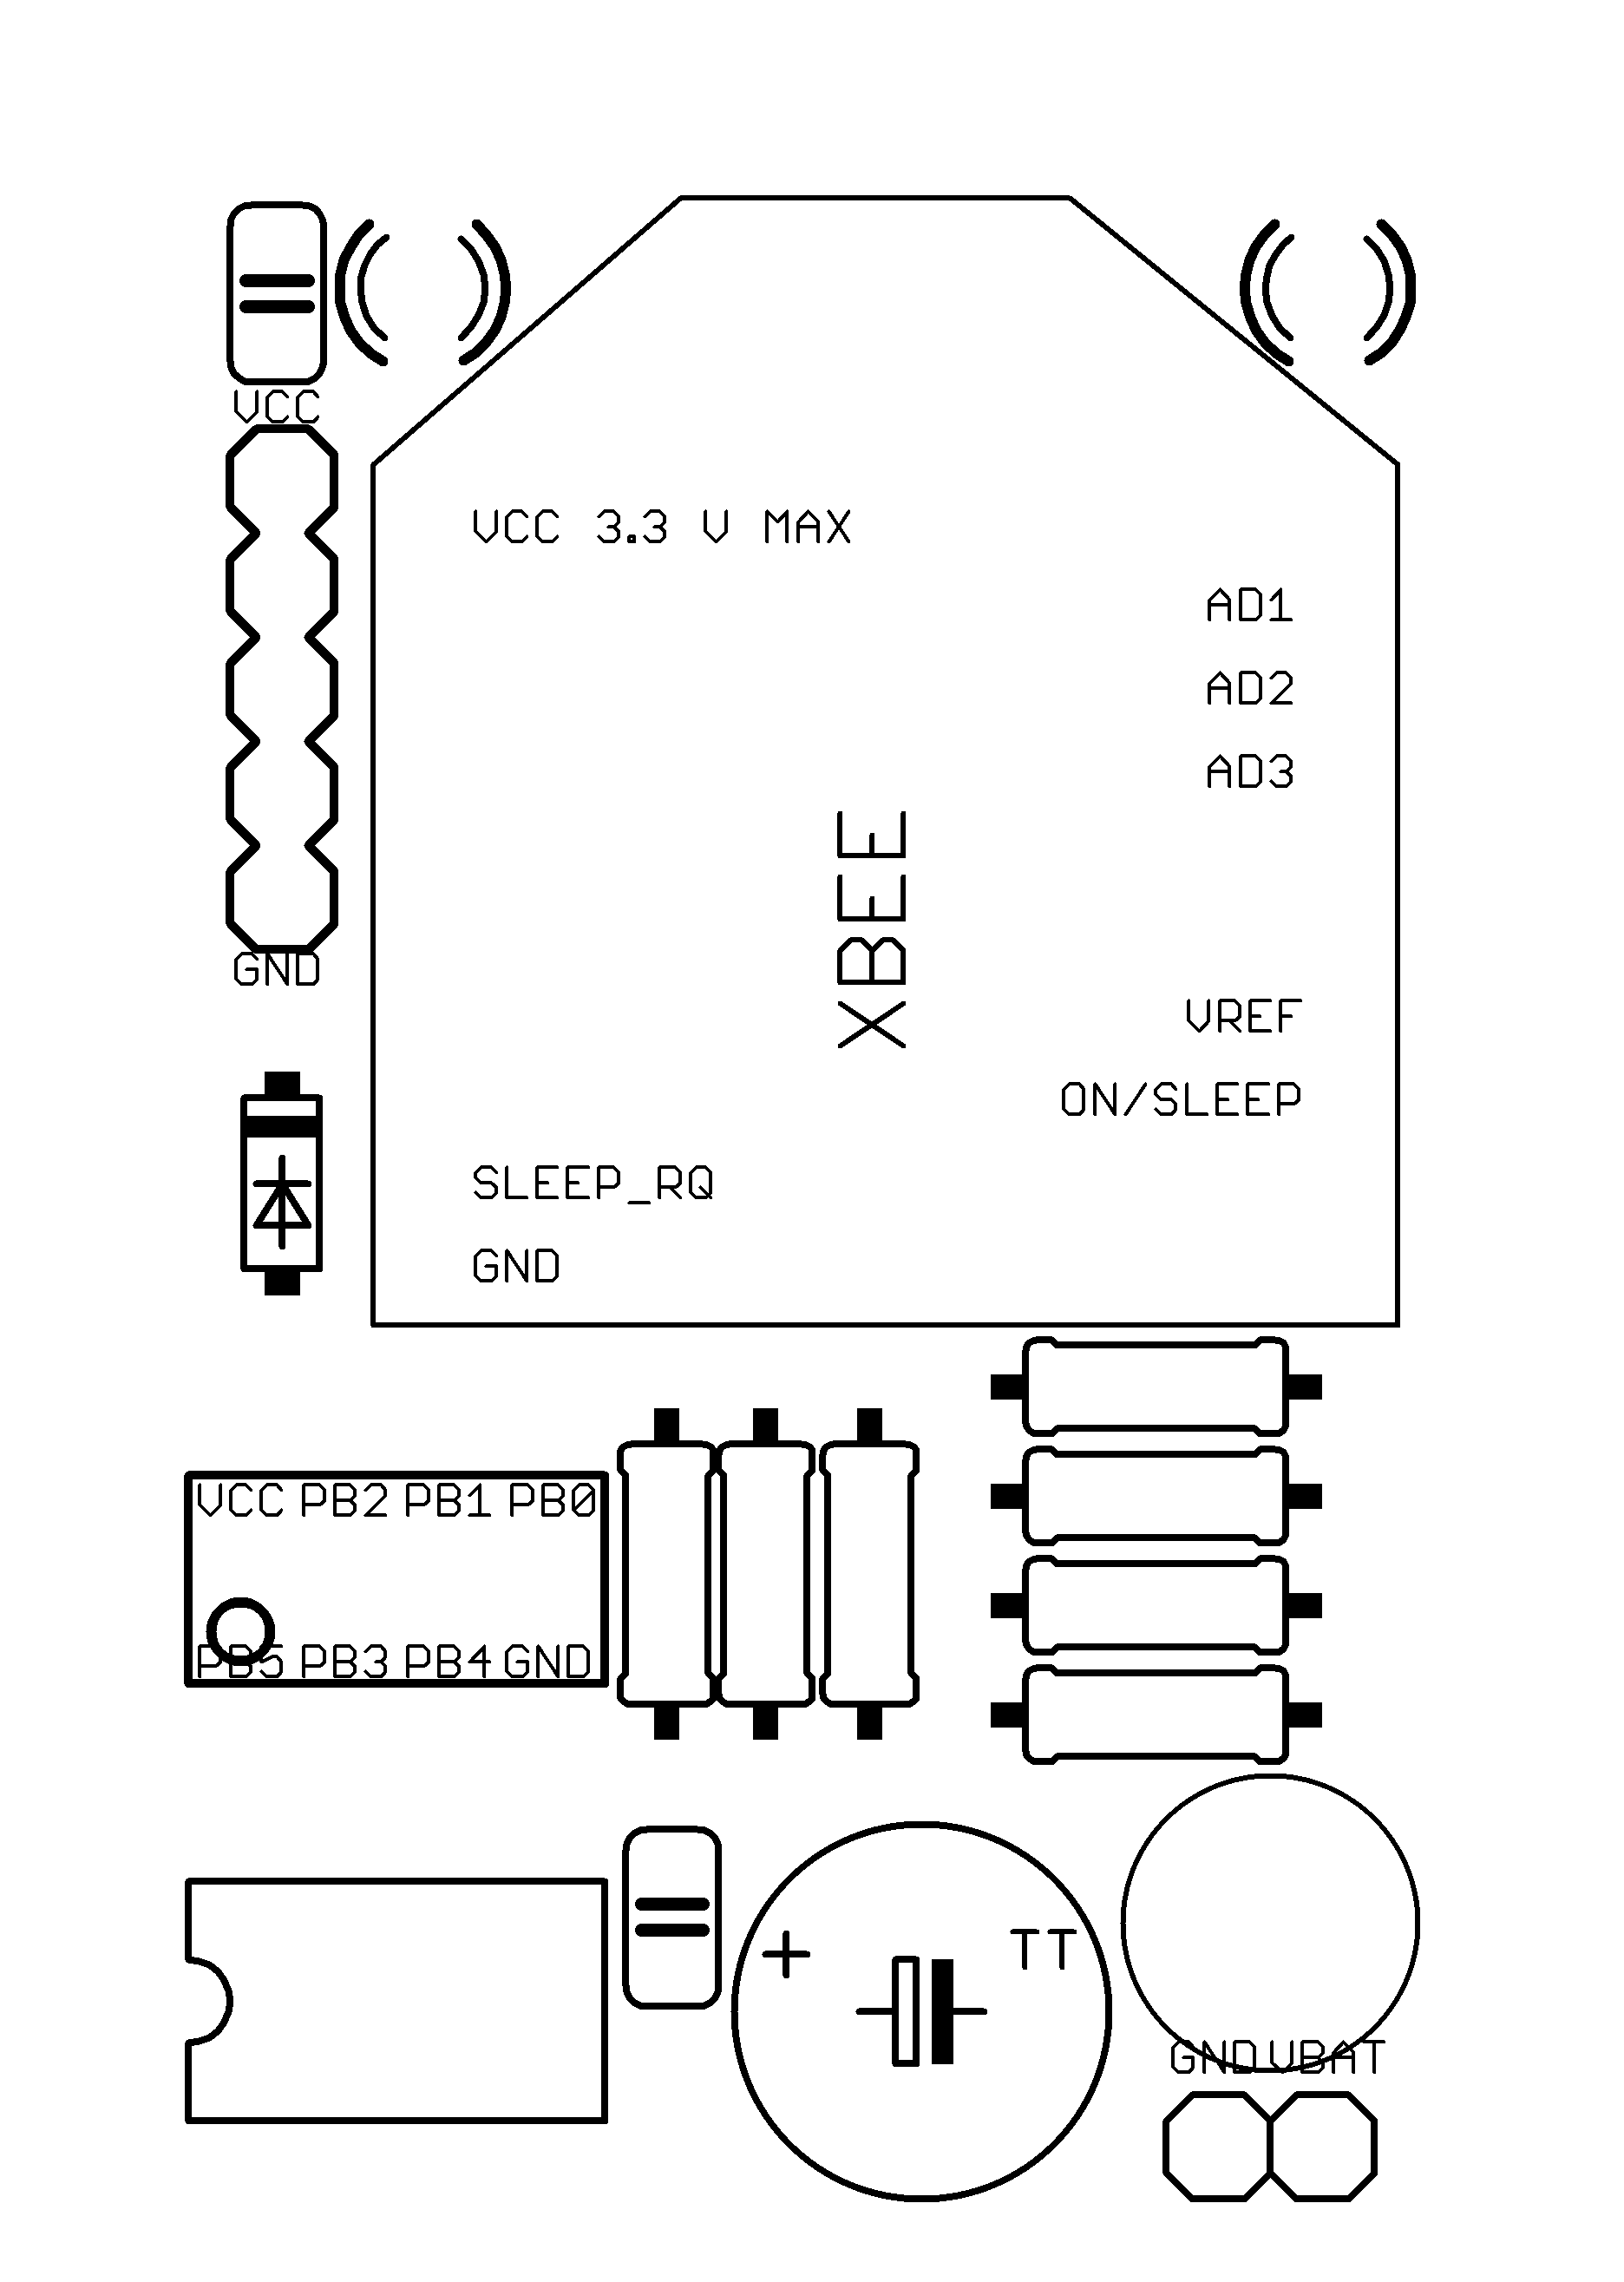 VCC
VCC 3.3 V MAX
AD1
AD2
AD3
XBEE
GND
VREF
ON/SLEEP
SLEEP_RQ
GND
VCC PB2 PB1 PB0
PB5 PB3 PB4 GND
+ TT
GND VBAT